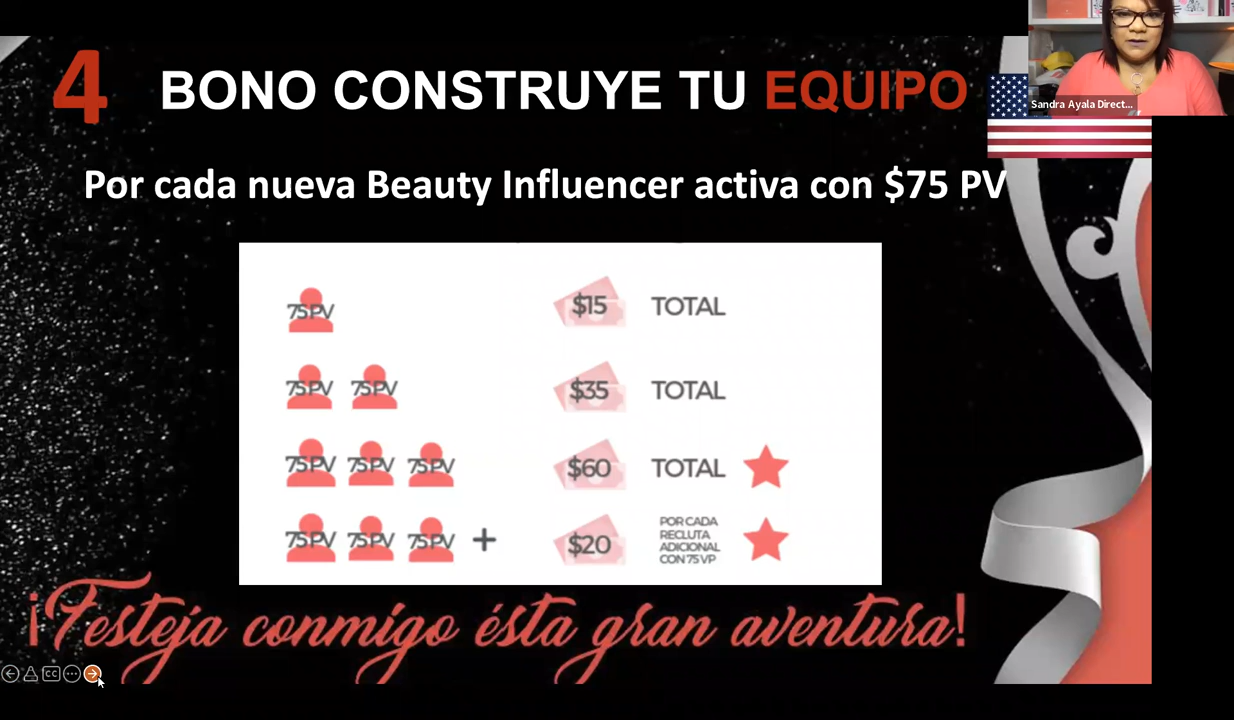 4 BONO CONSTRUYE TU EQUIPO
Sandra Ayala Direct...
Por cada nueva Beauty Influencer activa con $75 PV
75PV $15 TOTAL
75PV 75PV $35 TOTAL
75PV 75PV 75PV $60 TOTAL
75PV 75PV 75PV + $20 POR CADA
RECLUTA
ADICIONAL
CON 75 VP
¡Festeja conmigo ésta gran aventura!
CC